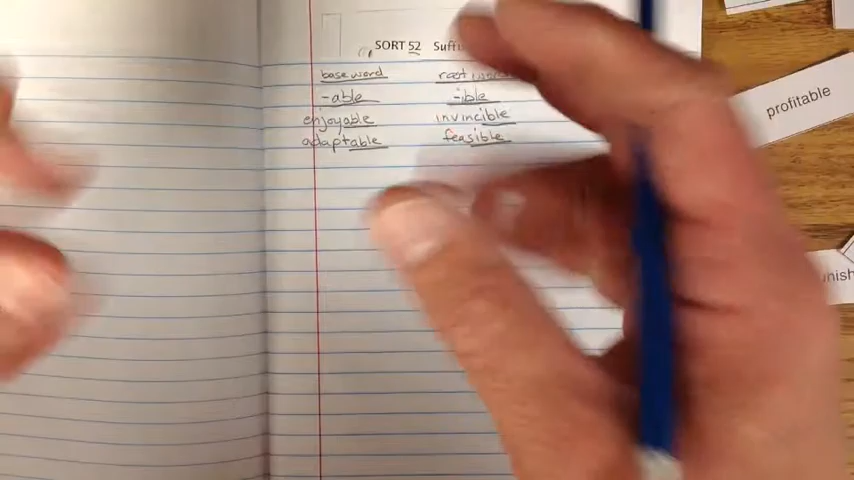 SORT 52
base word
-able -ible
enjoyable invincible
adaptable feasible
profitable